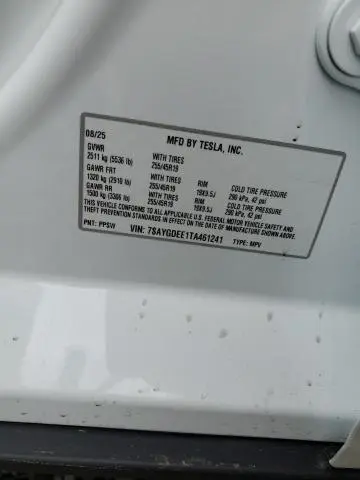 08/25 MFD BY TESLA, INC.
GVWR
2511 kg (5536 lb) WITH TIRES 255/45R19 RIM 19X9.5J COLD TIRE PRESSURE 290 kPa, 42 psi
GAWR FRT
1320 kg (2910 lb) WITH TIRES 255/45R19 RIM 19X9.5J COLD TIRE PRESSURE 290 kPa, 42 psi
GAWR RR
1500 kg (3306 lb)
THIS VEHICLE CONFORMS TO ALL APPLICABLE U.S. FEDERAL MOTOR VEHICLE SAFETY AND
THEFT PREVENTION STANDARDS IN EFFECT ON THE DATE OF MANUFACTURE SHOWN ABOVE.
PNT: PPSW VIN: 7SAYGDEE1TA461241 TYPE: MPV